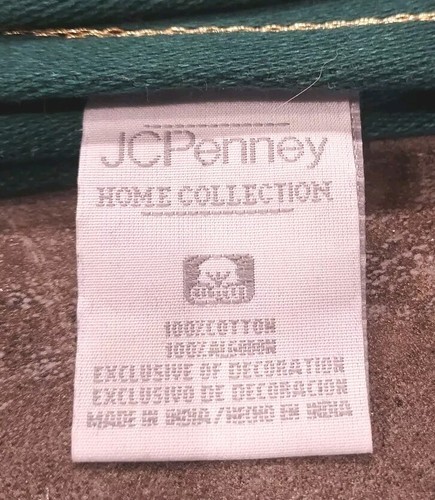 JCPenney
HOME COLLECTION
100% COTTON
100% ALGODON
EXCLUSIVE OF DECORATION
EXCLUSIVO DE DECORACION
MADE IN INDIA/HECHO EN INDIA